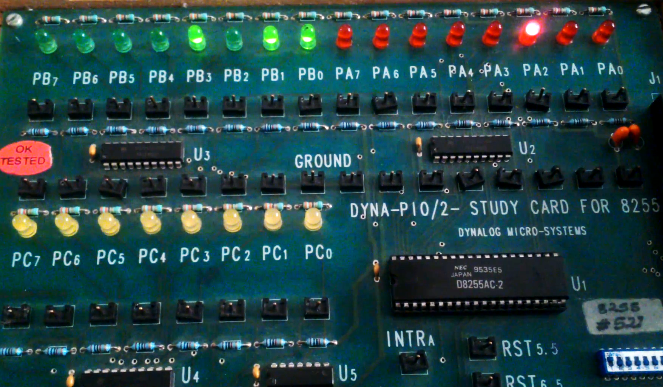 PB7 PB6 PB5 PB4 PB3 PB2 PB1 PB0 PA7 PA6 PA5 PA4 PA3 PA2 PA1 PA0
J1
OK
TESTED
U3
GROUND
U2
DYNA-PIO/2- STUDY CARD FOR 8255
DYNALOG MICRO-SYSTEMS
PC7 PC6 PC5 PC4 PC3 PC2 PC1 PC0
NEC
JAPAN
D8255AC-2
U1
8255
#527
INTRA
RST5.5
U4
U5
RST6.5